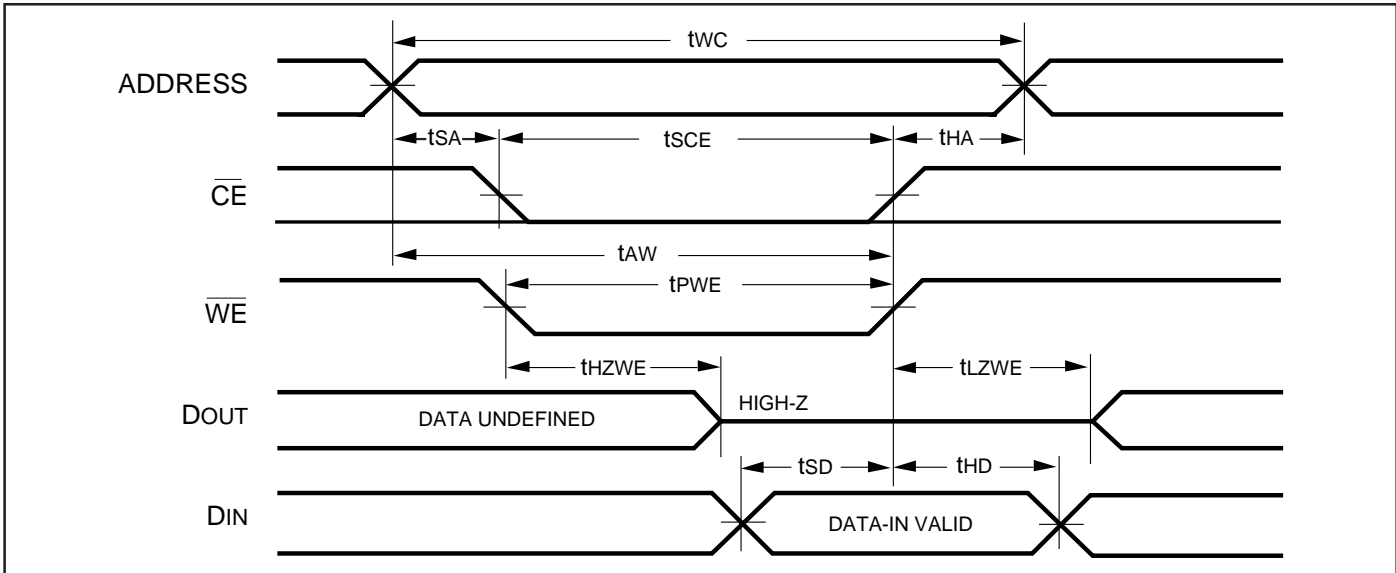 tWC
ADDRESS
tSA
tSCE
tHA
CE
tAW
tPWE
WE
tHZWE
tLZWE
DOUT
DATA UNDEFINED
HIGH-Z
tSD
tHD
DIN
DATA-IN VALID